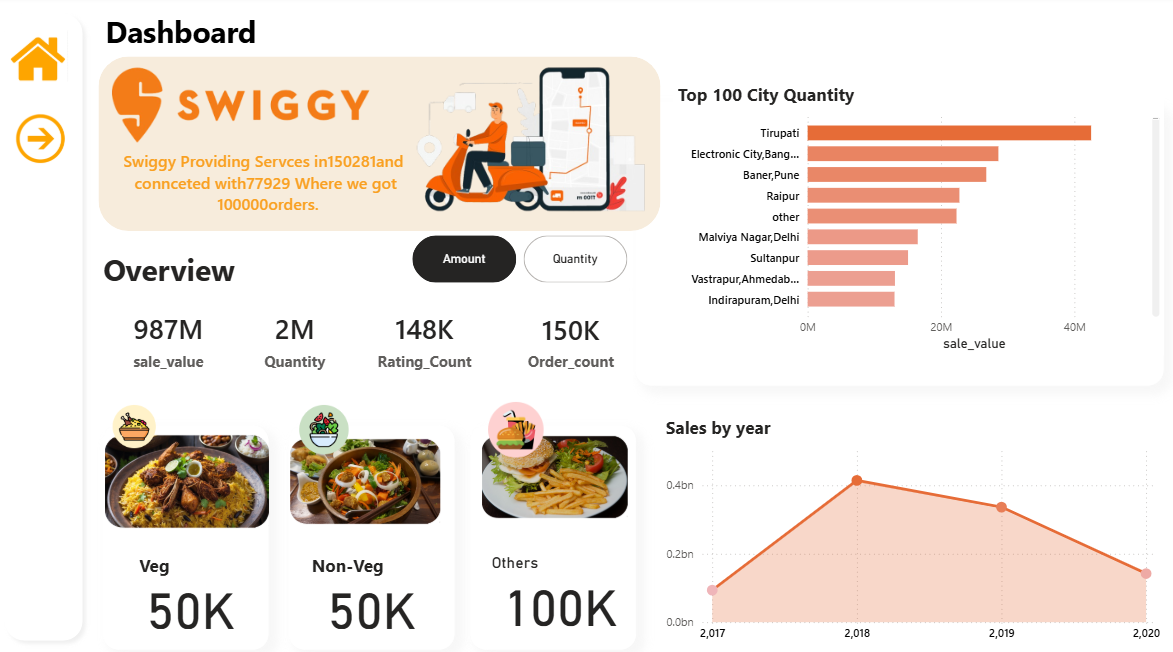 Dashboard
SWIGGY
Swiggy Providing Servces in150281and
connceted with77929 Where we got
100000orders.
Overview
Amount
Quantity
987M
2M
148K
150K
sale_value
Quantity
Rating_Count
Order_count
Veg
50K
Non-Veg
50K
Others
100K
Top 100 City Quantity
Tirupati
Electronic City,Bang...
Baner,Pune
Raipur
other
Malviya Nagar,Delhi
Sultanpur
Vastrapur,Ahmedab...
Indirapuram,Delhi
0M
20M
40M
sale_value
Sales by year
0.4bn
0.2bn
0.0bn
2,017
2,018
2,019
2,020